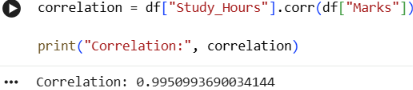 correlation = df["Study_Hours"].corr(df["Marks"])
print("Correlation:", correlation)
Correlation: 0.9950993690034144